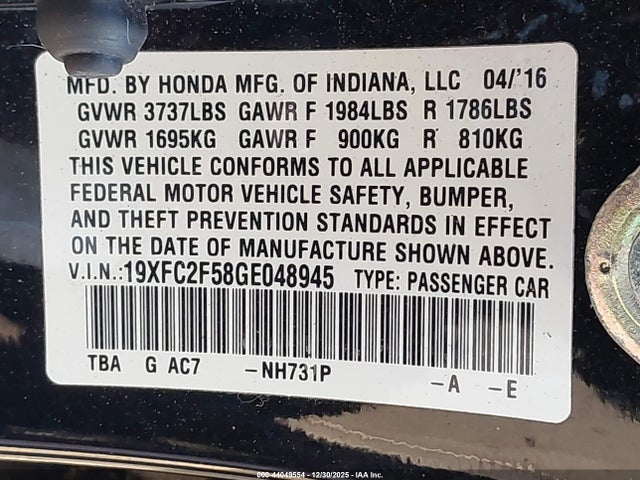 MFD. BY HONDA MFG. OF INDIANA, LLC 04/'16
GVWR 3737LBS GAWR F 1984LBS R 1786LBS
GVWR 1695KG GAWR F 900KG R 810KG
THIS VEHICLE CONFORMS TO ALL APPLICABLE
FEDERAL MOTOR VEHICLE SAFETY, BUMPER,
AND THEFT PREVENTION STANDARDS IN EFFECT
ON THE DATE OF MANUFACTURE SHOWN ABOVE.
V.I.N.:19XFC2F58GE048945 TYPE: PASSENGER CAR
TBA G AC7 -NH731P -A -E
000-44049554 - 12/30/2025 - IAA Inc.